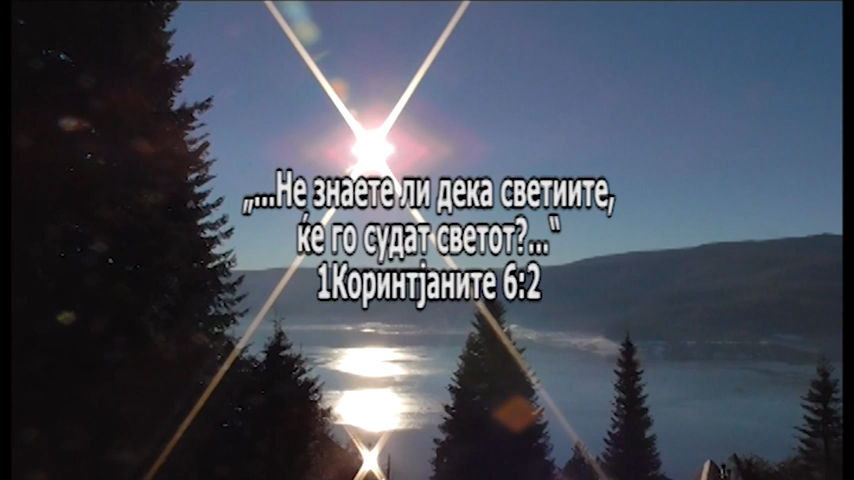 „...Не знаете ли дека светиите,
ќе го судат светот?...“
1Коринтјаните 6:2